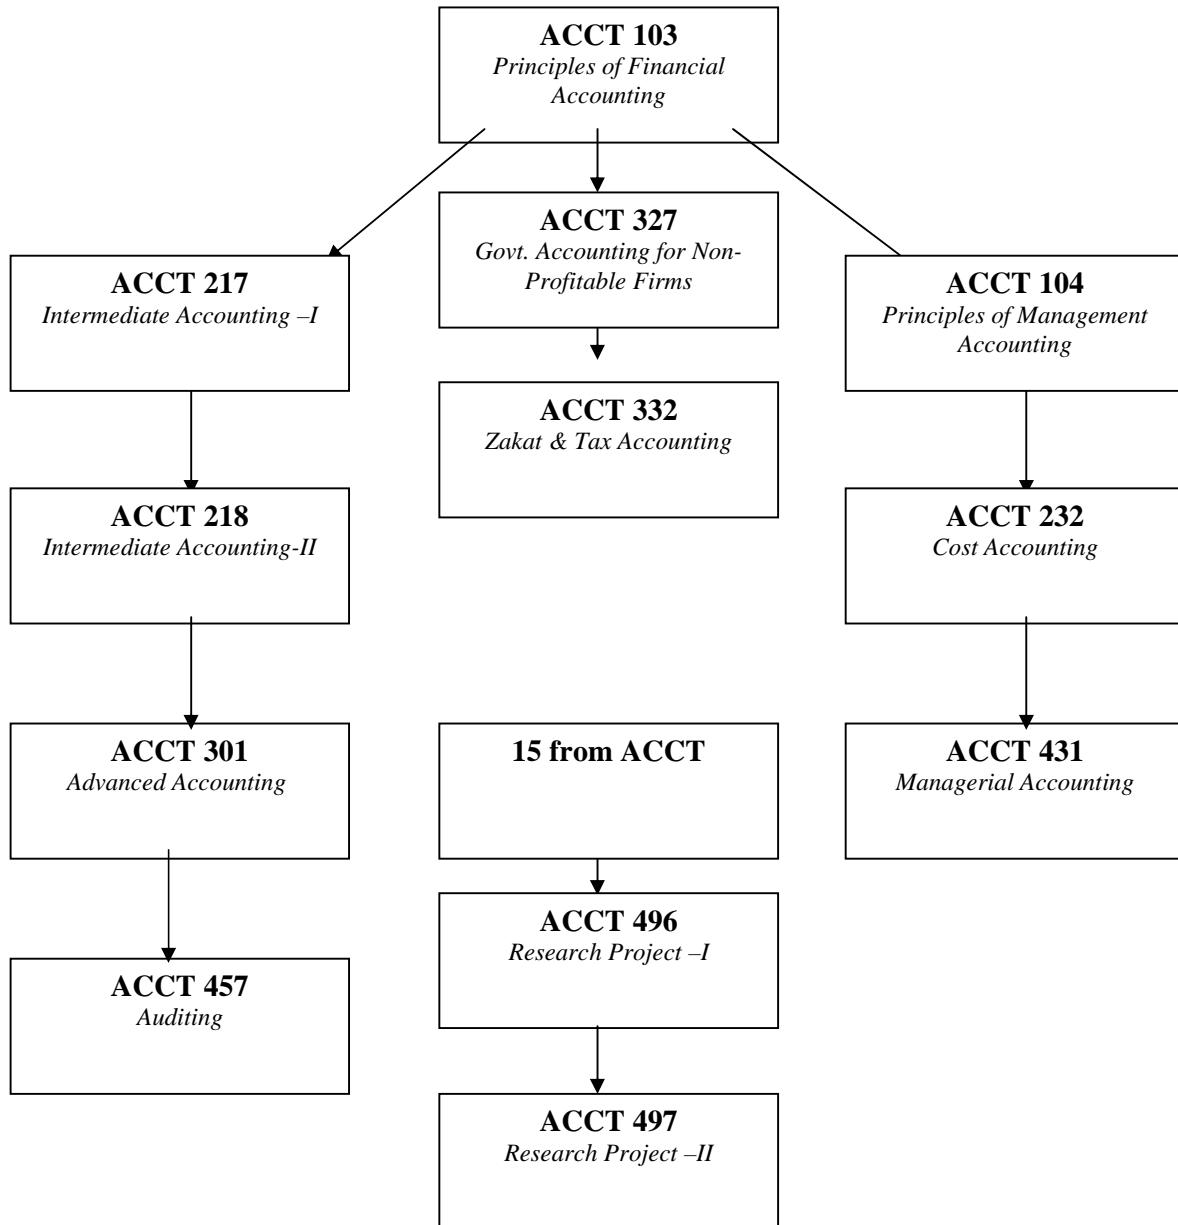 ACCT 103
Principles of Financial
Accounting
ACCT 327
Govt. Accounting for Non-
Profitable Firms
ACCT 217
Intermediate Accounting –I
ACCT 104
Principles of Management
Accounting
ACCT 332
Zakat & Tax Accounting
ACCT 218
Intermediate Accounting-II
ACCT 232
Cost Accounting
ACCT 301
Advanced Accounting
15 from ACCT
ACCT 431
Managerial Accounting
ACCT 496
Research Project –I
ACCT 457
Auditing
ACCT 497
Research Project –II